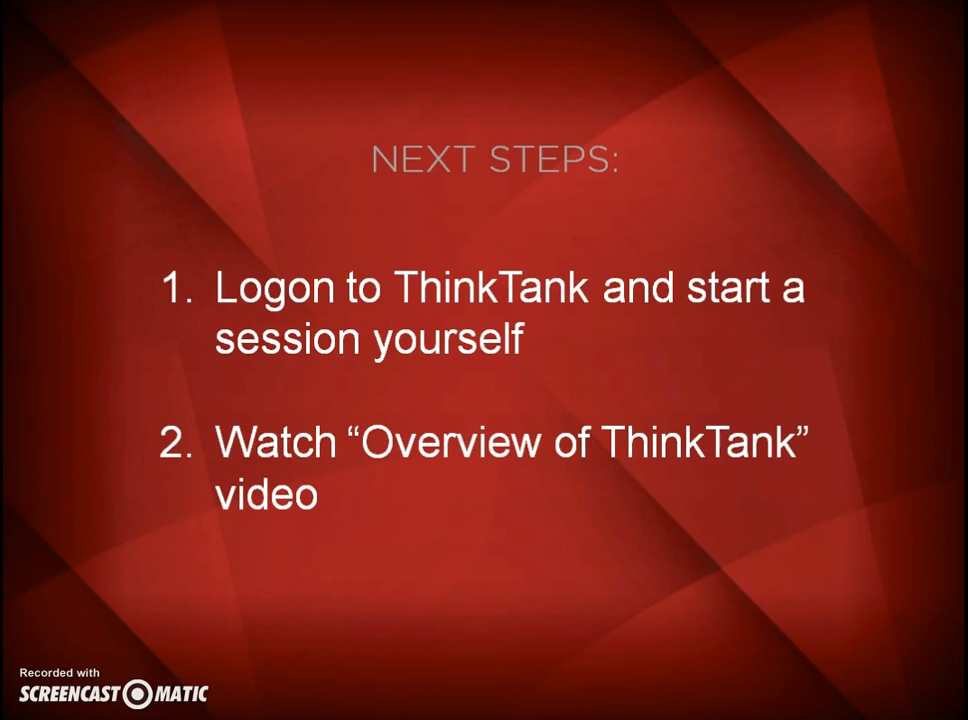 NEXT STEPS:
1. Logon to ThinkTank and start a
session yourself
2. Watch “Overview of ThinkTank”
video
Recorded with
SCREENCAST MATIC